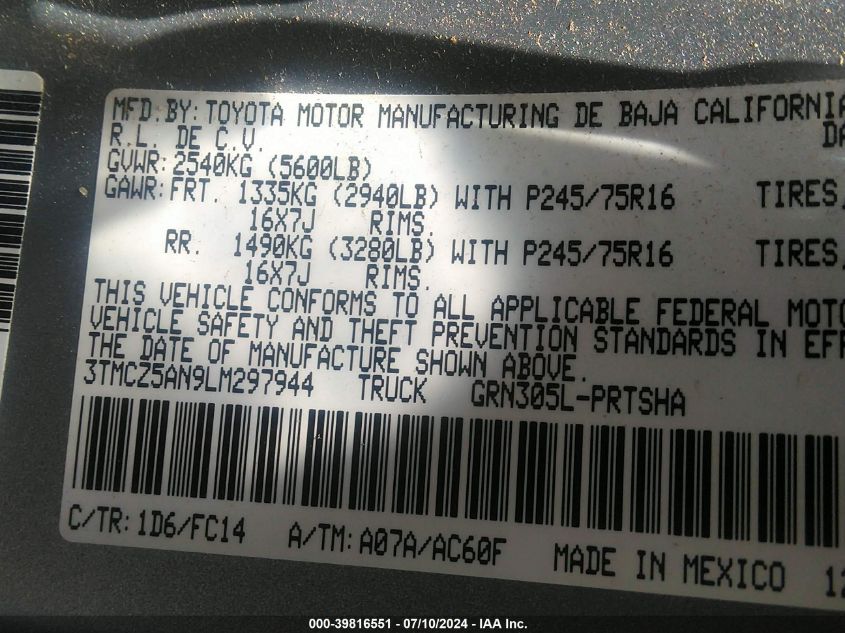 MFD.BY: TOYOTA MOTOR MANUFACTURING DE BAJA CALIFORNIA
R.L. DE C.V. DA
GVWR: 2540KG (5600LB)
GAWR: FRT. 1335KG (2940LB) WITH P245/75R16 TIRES,
16X7J RIMS.
RR. 1490KG (3280LB) WITH P245/75R16 TIRES,
16X7J RIMS.
THIS VEHICLE CONFORMS TO ALL APPLICABLE FEDERAL MOTO
VEHICLE SAFETY AND THEFT PREVENTION STANDARDS IN EFF
THE DATE OF MANUFACTURE SHOWN ABOVE.
3TMCZ5AN9LM297944 TRUCK GRN305L-PRTSHA
C/TR: 1D6/FC14 A/TM: A07A/AC60F MADE IN MEXICO 12
000-39816551 — 07/10/2024 — IAA Inc.